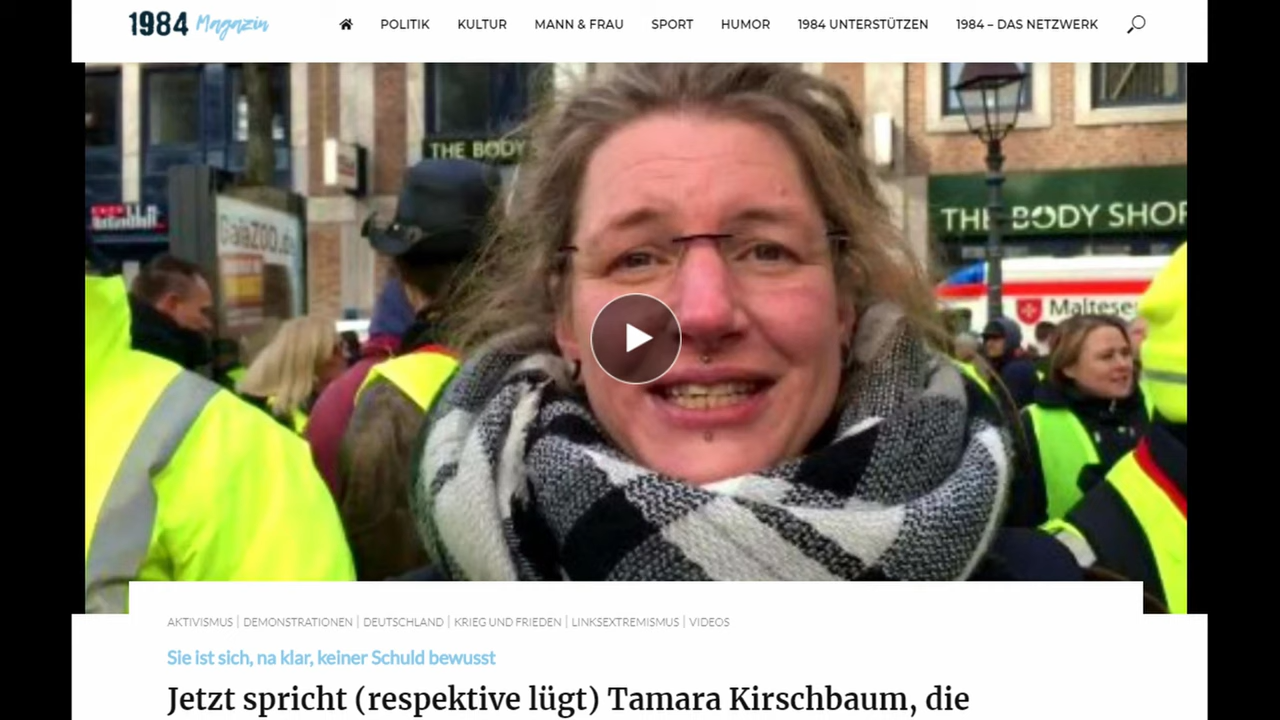 1984 Magazin
POLITIK KULTUR MANN & FRAU SPORT HUMOR 1984 UNTERSTÜTZEN 1984 – DAS NETZWERK
THE BODY
THE BODY SHOP
GaiaZOO
Malteser
AKTIVISMUS | DEMONSTRATIONEN | DEUTSCHLAND | KRIEG UND FRIEDEN | LINKSEXTREMISMUS | VIDEOS
Sie ist sich, na klar, keiner Schuld bewusst
Jetzt spricht (respektive lügt) Tamara Kirschbaum, die